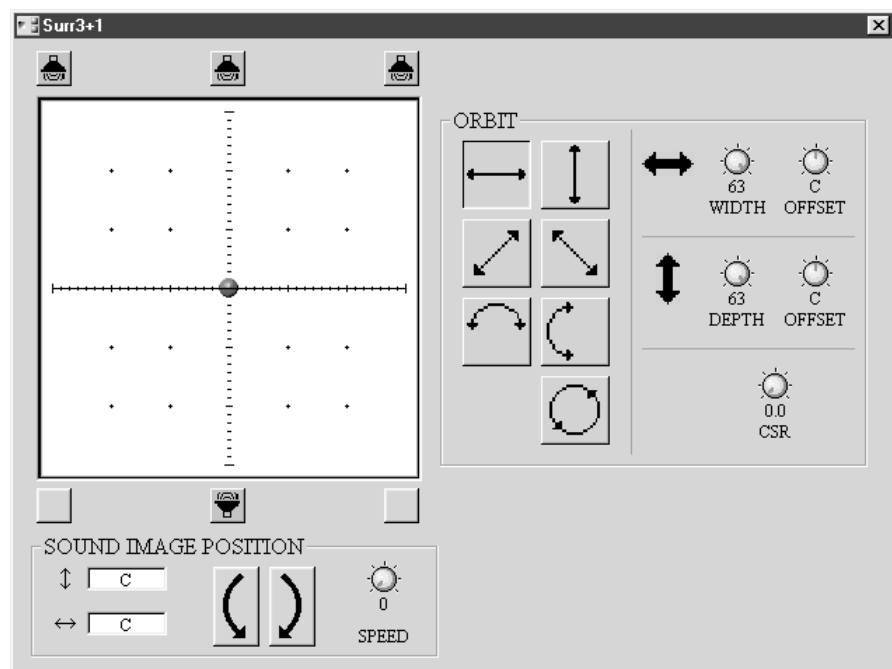 Surr3+1
ORBIT
63
WIDTH
C
OFFSET
63
DEPTH
C
OFFSET
0.0
CSR
SOUND IMAGE POSITION
C
C
0
SPEED